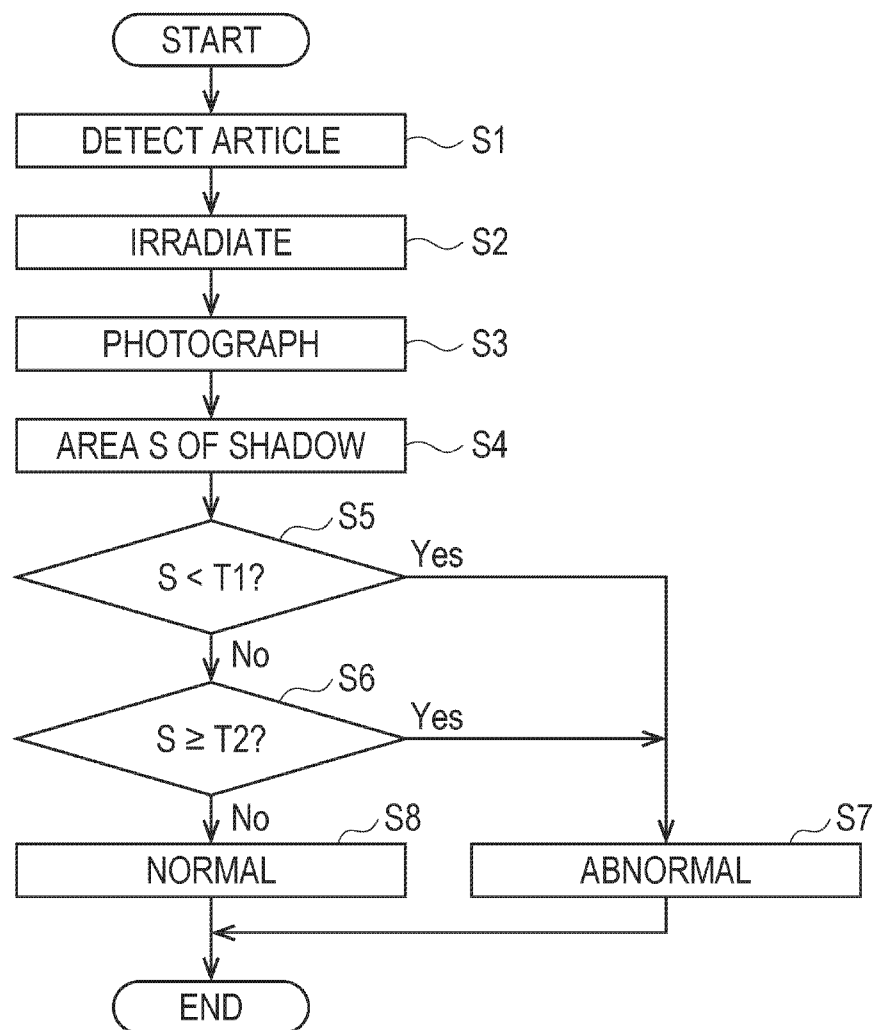 START
DETECT ARTICLE
S1
IRRADIATE
S2
PHOTOGRAPH
S3
AREA S OF SHADOW
S4
S5
S < T1?
Yes
No
S6
S ≥ T2?
Yes
No
S8
NORMAL
S7
ABNORMAL
END